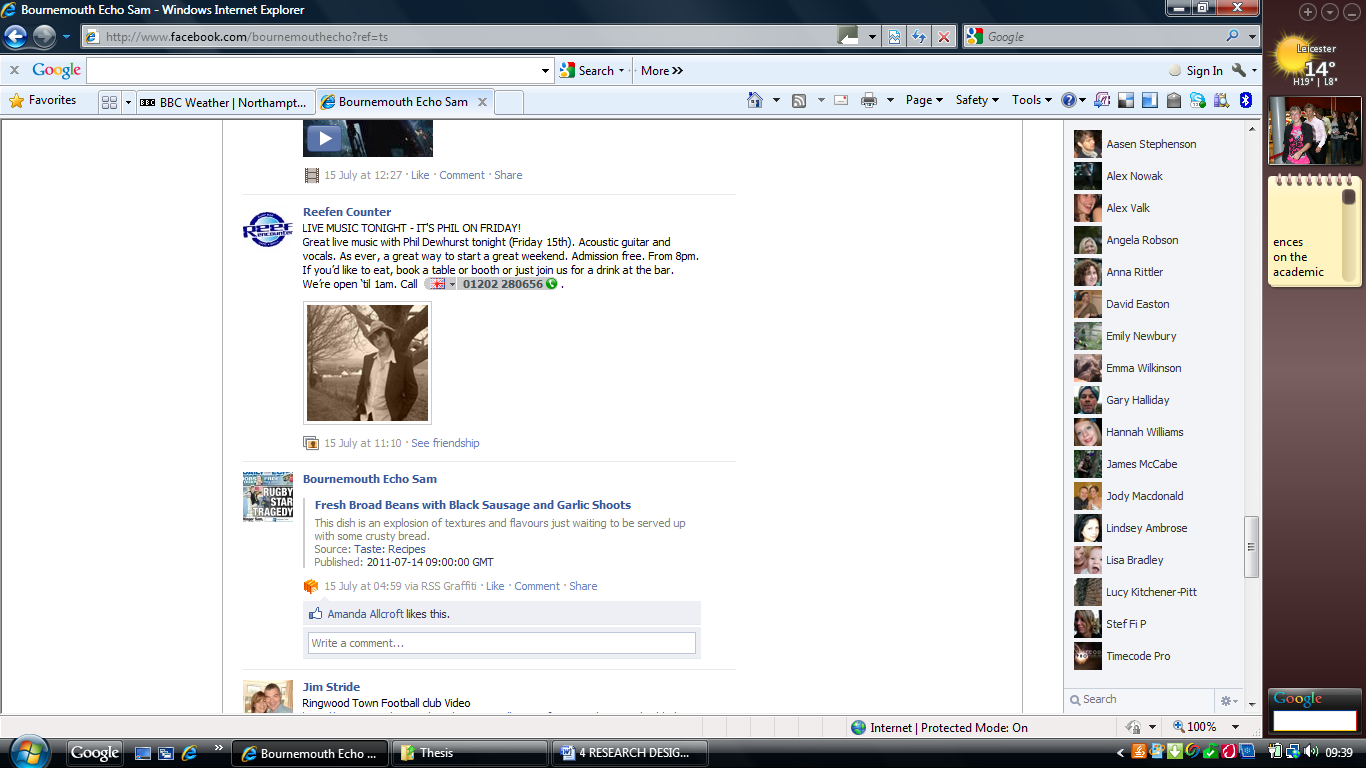 Bournemouth Echo Sam - Windows Internet Explorer
http://www.facebook.com/bournemouthecho?ref=ts
Google
Google
Search
More »
Sign In
Favorites
BBC Weather | Northampt...
Bournemouth Echo Sam
Page
Safety
Tools
15 July at 12:27 · Like · Comment · Share
REEF
Reefen Counter
LIVE MUSIC TONIGHT - IT'S PHIL ON FRIDAY!
Great live music with Phil Dewhurst tonight (Friday 15th). Acoustic guitar and
vocals. As ever, a great way to start a great weekend. Admission free. From 8pm.
If you'd like to eat, book a table or booth or just join us for a drink at the bar.
We're open 'til 1am. Call 01202 280656 .
15 July at 11:10 · See friendship
RUGBY
STAR
TRAGEDY
Bournemouth Echo Sam
Fresh Broad Beans with Black Sausage and Garlic Shoots
This dish is an explosion of textures and flavours just waiting to be served up
with some crusty bread.
Source: Taste: Recipes
Published: 2011-07-14 09:00:00 GMT
15 July at 04:59 via RSS Graffiti · Like · Comment · Share
Amanda Allcroft likes this.
Write a comment...
Jim Stride
Ringwood Town Football club Video
Aasen Stephenson
Alex Nowak
Alex Valk
Angela Robson
Anna Rittler
David Easton
Emily Newbury
Emma Wilkinson
Gary Halliday
Hannah Williams
James McCabe
Jody Macdonald
Lindsey Ambrose
Lisa Bradley
Lucy Kitchener-Pitt
Stef Fi P
Timecode Pro
Search
Leicester
14°
H19° | L8°
ences
on the
academic
Google
Internet | Protected Mode: On
100%
Google
Bournemouth Echo ...
Thesis
4 RESEARCH DESIG...
09:39